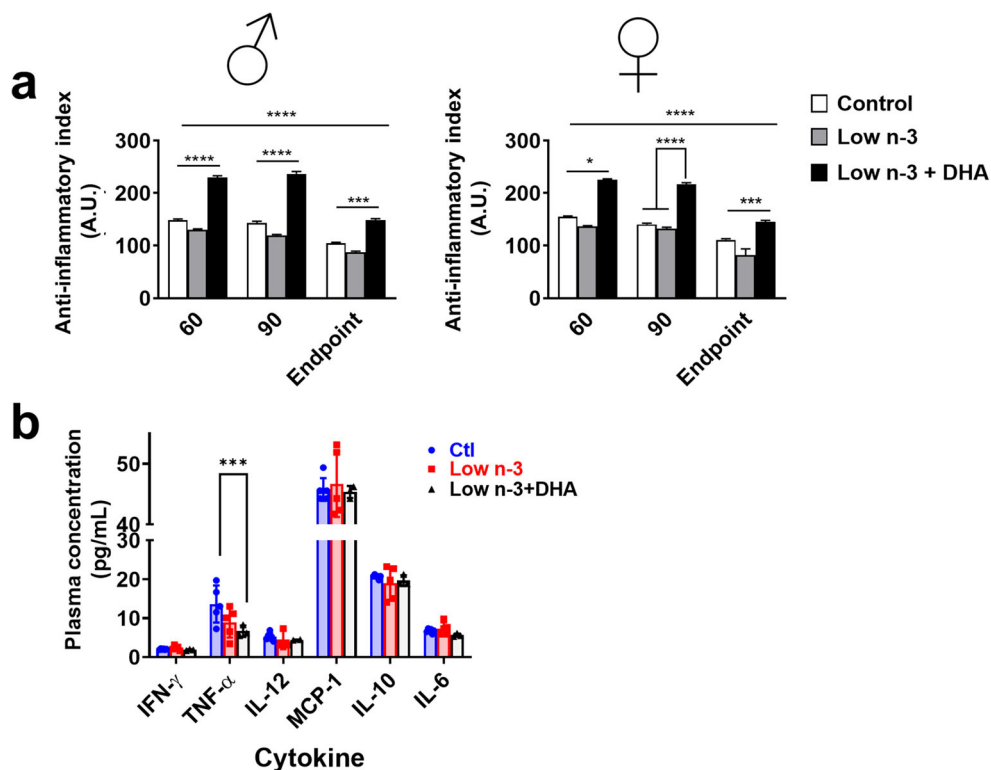 a
Anti-inflammatory index
(A.U.)
300
200
100
0
****
****
****
***
60
90
Endpoint
Anti-inflammatory index
(A.U.)
300
200
100
0
****
*
****
***
60
90
Endpoint
Control
Low n-3
Low n-3 + DHA
b
Plasma concentration
(pg/mL)
50
40
30
20
10
0
***
Ctl
Low n-3
Low n-3+DHA
IFN-γ
TNF-α
IL-12
MCP-1
IL-10
IL-6
Cytokine